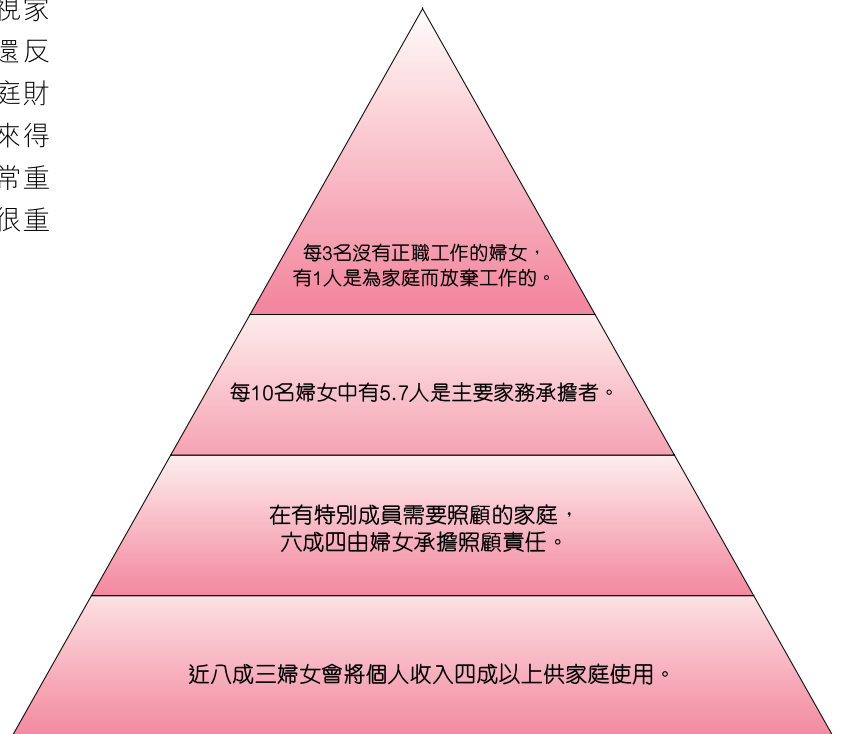 視家
還反
庭財
來得
常重
很重
每3名沒有正職工作的婦女，
有1人是為家庭而放棄工作的。
每10名婦女中有5.7人是主要家務承擔者。
在有特別成員需要照顧的家庭，
六成四由婦女承擔照顧責任。
近八成三婦女會將個人收入四成以上供家庭使用。